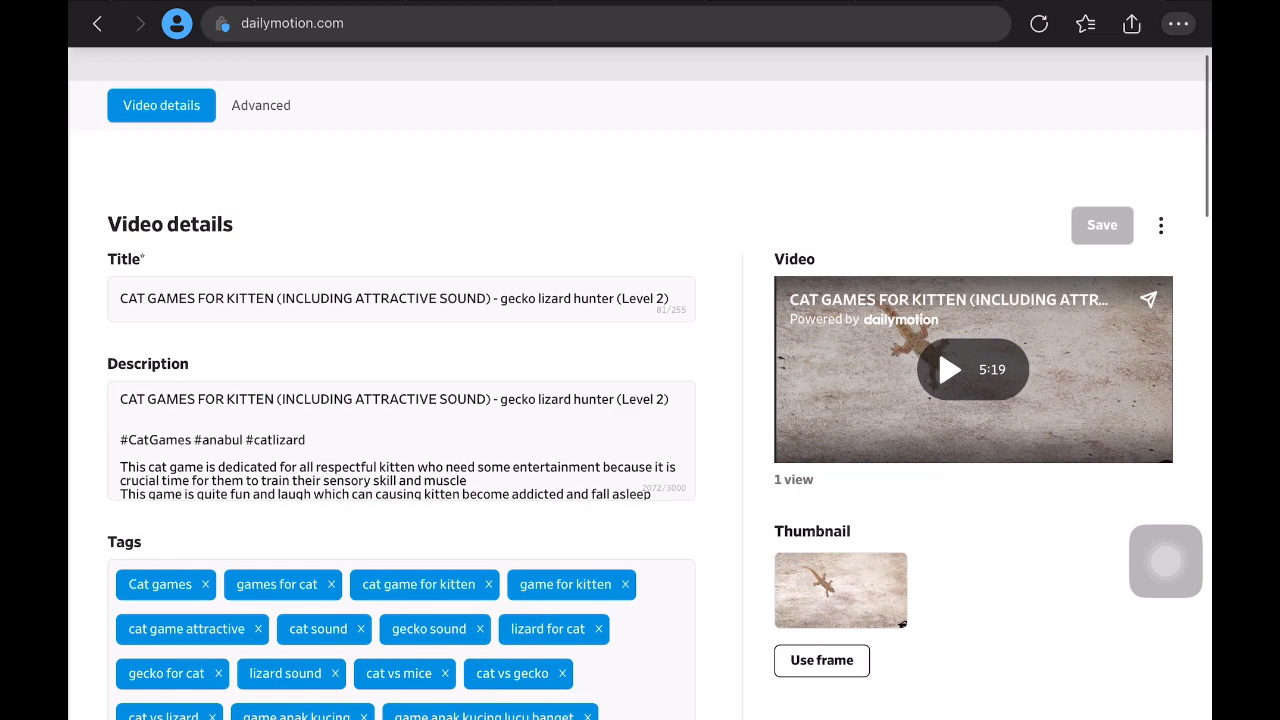 dailymotion.com
Video details
Advanced
Video details
Save
Title*
CAT GAMES FOR KITTEN (INCLUDING ATTRACTIVE SOUND) - gecko lizard hunter (Level 2)
81/255
Description
CAT GAMES FOR KITTEN (INCLUDING ATTRACTIVE SOUND) - gecko lizard hunter (Level 2)
#CatGames #anabul #catlizard
This cat game is dedicated for all respectful kitten who need some entertainment because it is
crucial time for them to train their sensory skill and muscle
This game is quite fun and laugh which can causing kitten become addicted and fall asleep
2072/3000
Tags
Cat games x games for cat x cat game for kitten x game for kitten x
cat game attractive x cat sound x gecko sound x lizard for cat x
gecko for cat x lizard sound x cat vs mice x cat vs gecko x
cat vs lizard x game anak kucing x game anak kucing lucu banget x
Video
CAT GAMES FOR KITTEN (INCLUDING ATTR...
Powered by dailymotion
5:19
1 view
Thumbnail
Use frame